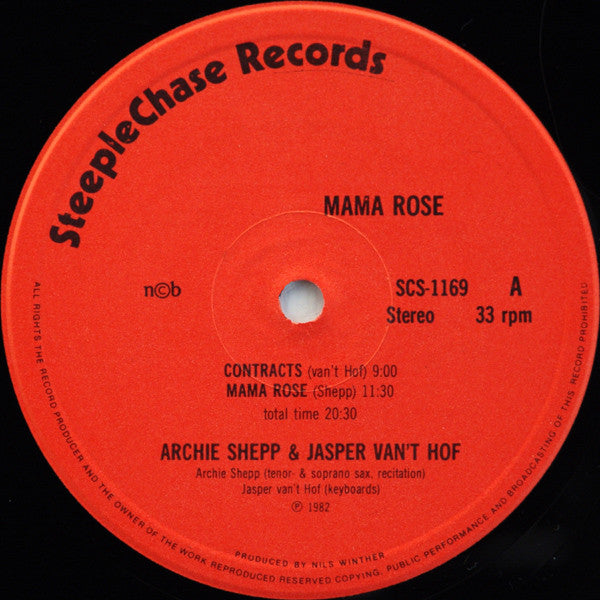 SteepleChase Records
MAMA ROSE
n©b
SCS-1169 A
Stereo 33 rpm
CONTRACTS (van't Hof) 9:00
MAMA ROSE (Shepp) 11:30
total time 20:30
ARCHIE SHEPP & JASPER VAN'T HOF
Archie Shepp (tenor- & soprano sax, recitation)
Jasper van't Hof (keyboards)
℗ 1982
PRODUCED BY NILS WINTHER
ALL RIGHTS THE RECORD PRODUCER AND THE OWNER OF THE WORK REPRODUCED RESERVED COPYING, PUBLIC PERFORMANCE AND BROADCASTING OF THIS RECORD PROHIBITED